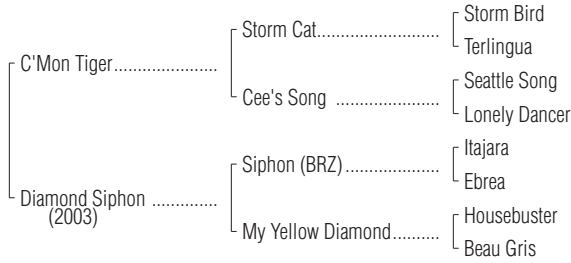 Storm Bird
Storm Cat..............................
Terlingua
C'Mon Tiger......................
Seattle Song
Cee's Song ..........................
Lonely Dancer
Itajara
Siphon (BRZ)........................
Ebrea
Diamond Siphon ..............
(2003)
Housebuster
My Yellow Diamond..........
Beau Gris